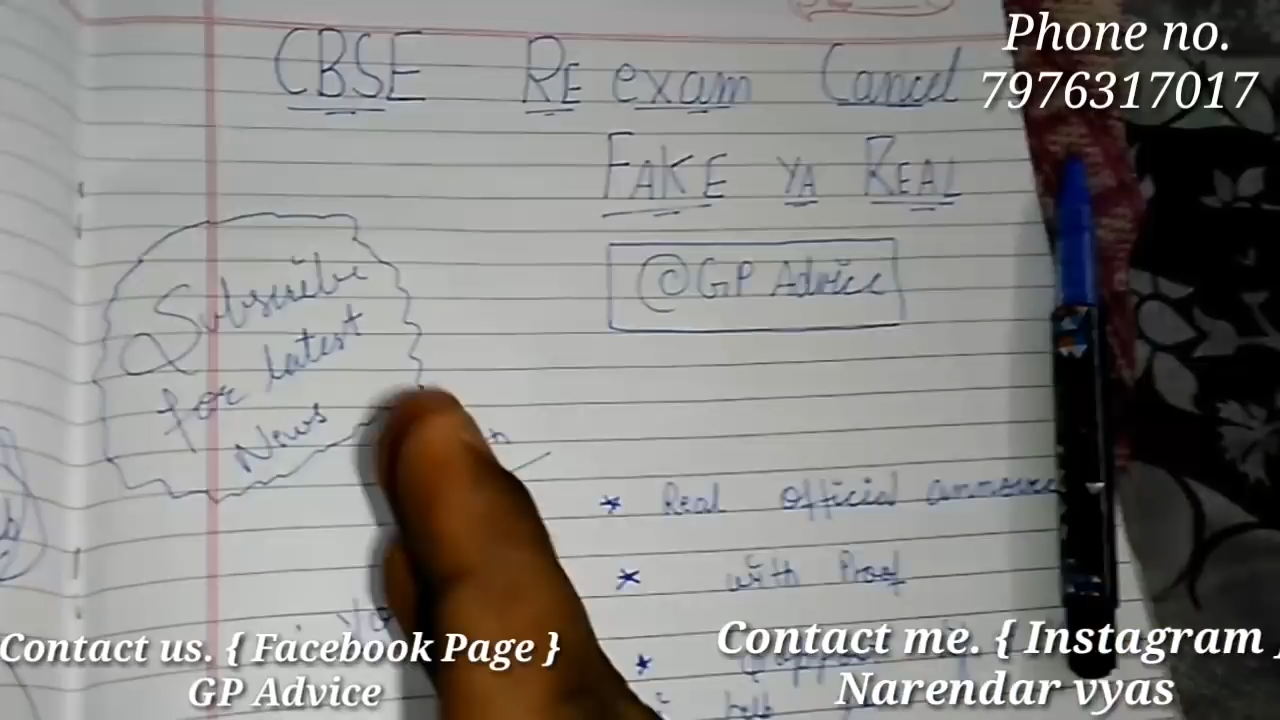 Phone no.
7976317017
CBSE RE exam Cancel
FAKE YA REAL
@GP Advice
Subscribe
for latest
News
* Real official
* with Proof
*
Contact us. { Facebook Page }
GP Advice
Contact me. { Instagram }
Narendar vyas